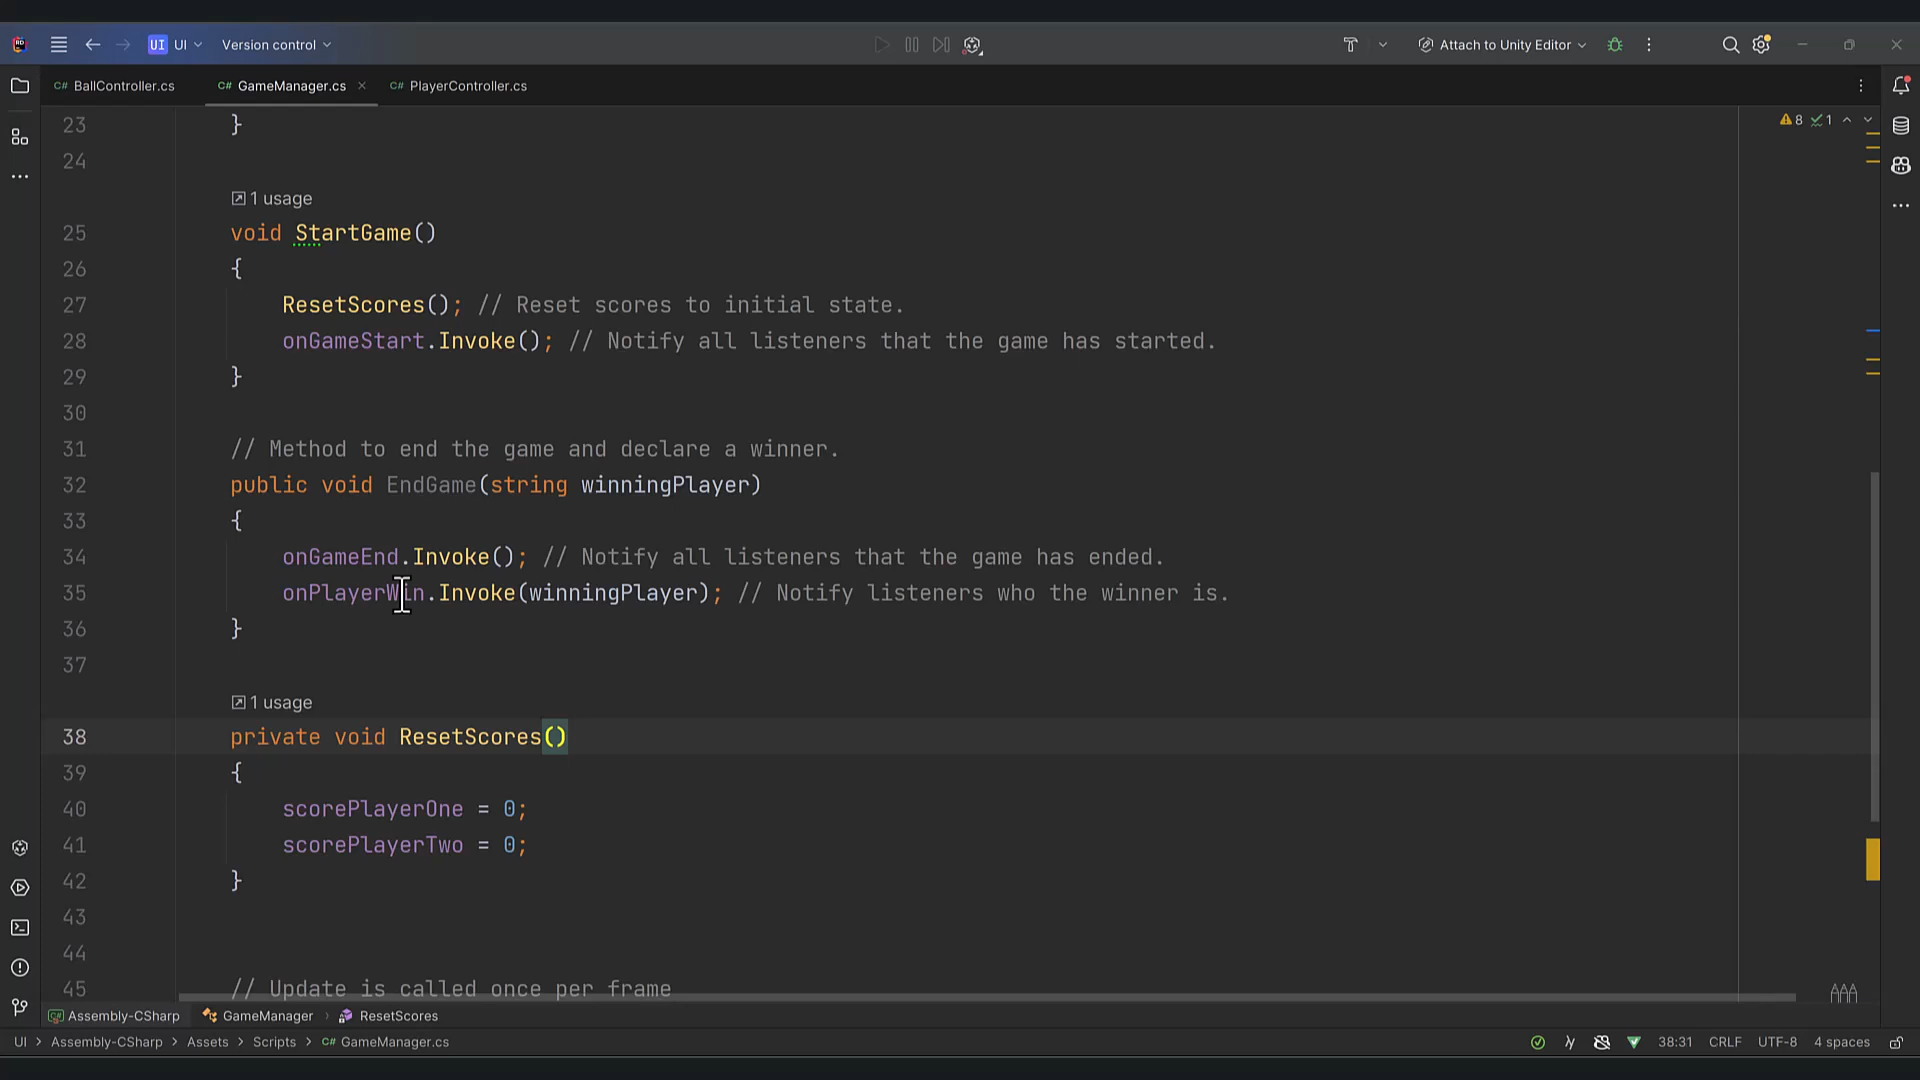 UI UI Version control Attach to Unity Editor
C# BallController.cs C# GameManager.cs C# PlayerController.cs
8 1
23 }
24
1 usage
25 void StartGame()
26 {
27 ResetScores(); // Reset scores to initial state.
28 onGameStart.Invoke(); // Notify all listeners that the game has started.
29 }
30
31 // Method to end the game and declare a winner.
32 public void EndGame(string winningPlayer)
33 {
34 onGameEnd.Invoke(); // Notify all listeners that the game has ended.
35 onPlayerWin.Invoke(winningPlayer); // Notify listeners who the winner is.
36 }
37
1 usage
38 private void ResetScores()
39 {
40 scorePlayerOne = 0;
41 scorePlayerTwo = 0;
42 }
43
44
45 // Update is called once per frame
C# Assembly-CSharp GameManager › ResetScores
UI › Assembly-CSharp › Assets › Scripts › C# GameManager.cs 38:31 CRLF UTF-8 4 spaces